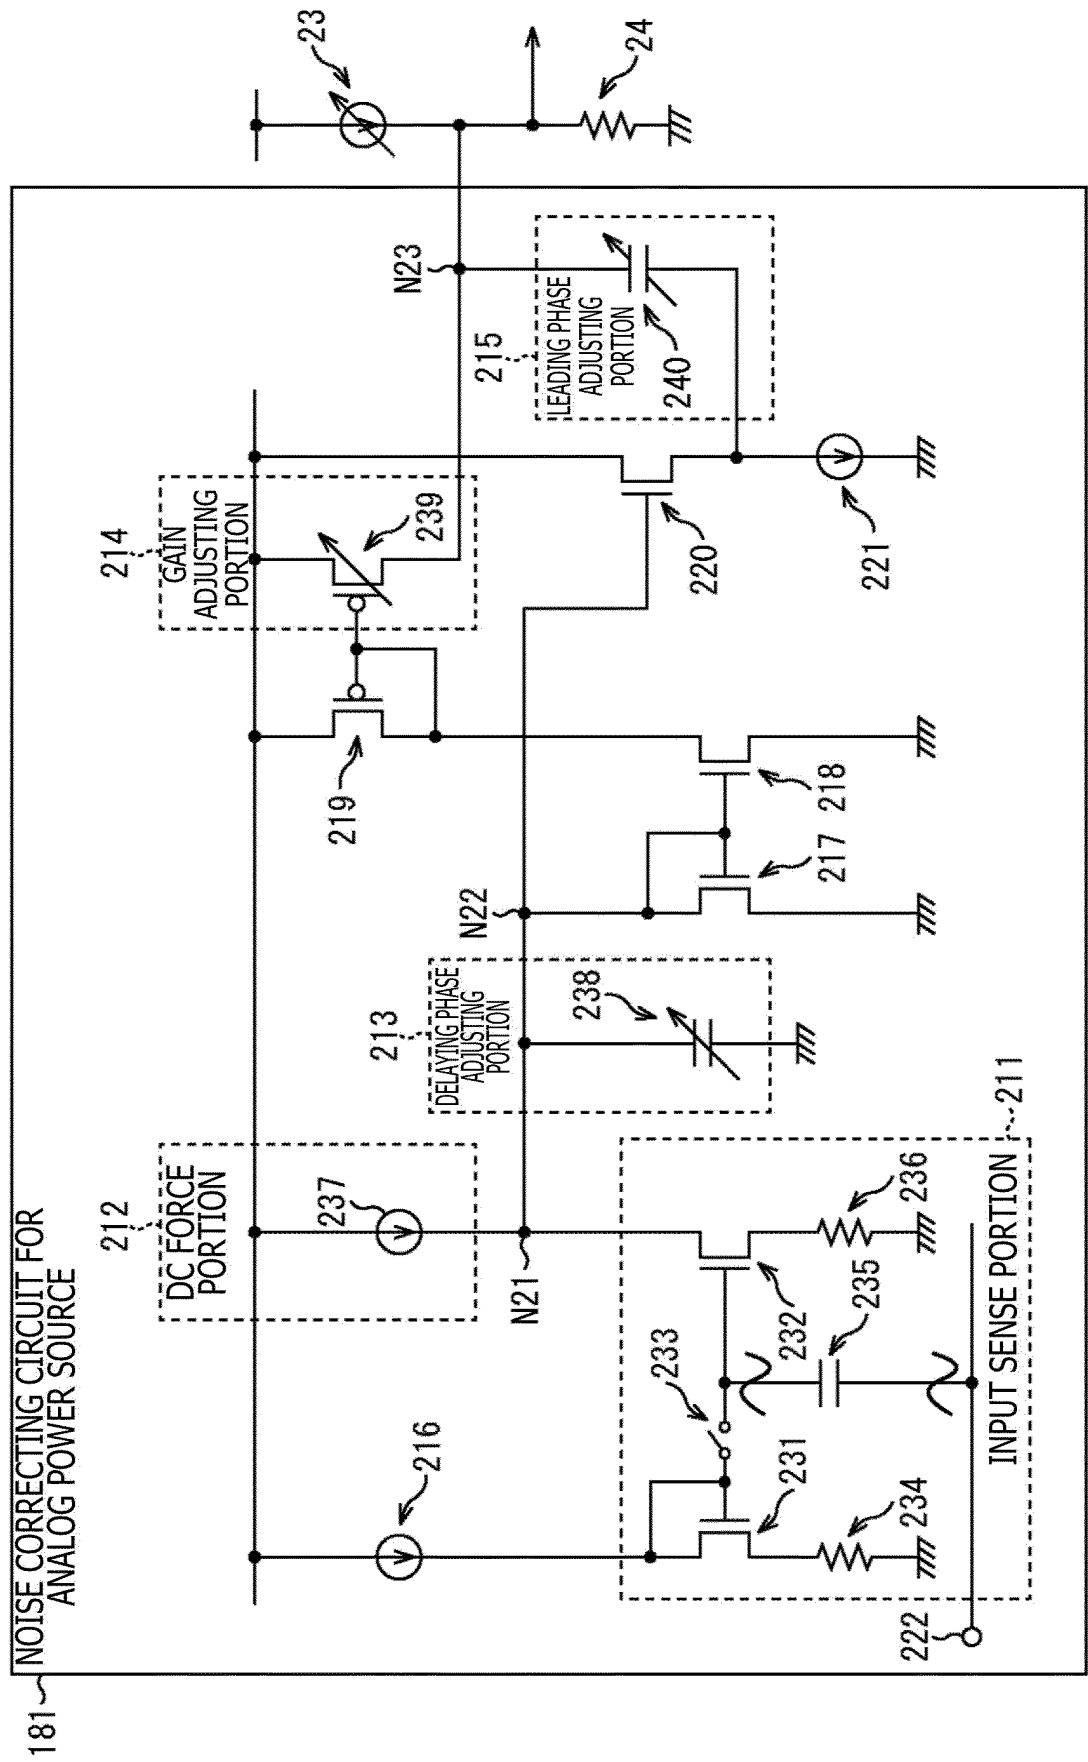 181
NOISE CORRECTING CIRCUIT FOR
ANALOG POWER SOURCE
212
DC FORCE
PORTION
237
216
N21
213
DELAYING PHASE
ADJUSTING
PORTION
238
N22
219
214
GAIN
ADJUSTING
PORTION
239
N23
23
24
215
LEADING PHASE
ADJUSTING
PORTION
240
220
221
217
218
233
231
232
234
235
236
INPUT SENSE PORTION
211
222